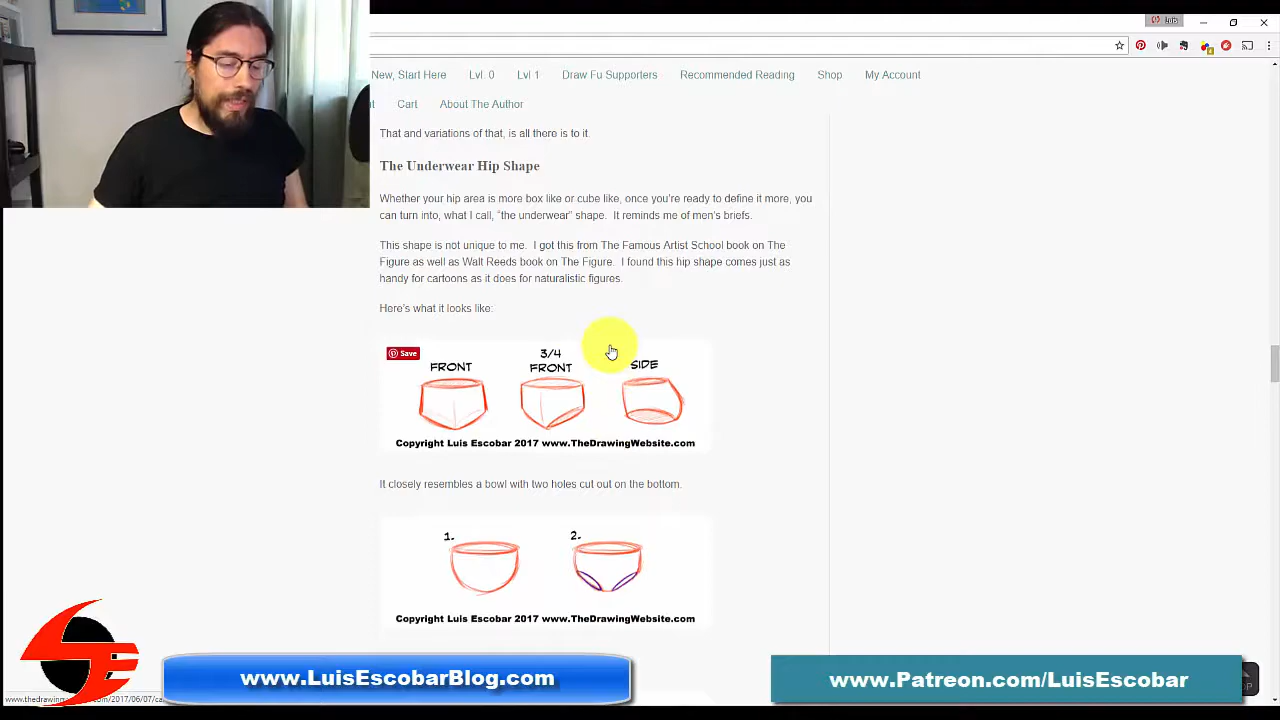 luis
New, Start Here Lvl. 0 Lvl 1 Draw Fu Supporters Recommended Reading Shop My Account
Cart About The Author
That and variations of that, is all there is to it.
The Underwear Hip Shape
Whether your hip area is more box like or cube like, once you're ready to define it more, you
can turn into, what I call, "the underwear" shape. It reminds me of men's briefs.
This shape is not unique to me. I got this from The Famous Artist School book on The
Figure as well as Walt Reeds book on The Figure. I found this hip shape comes just as
handy for cartoons as it does for naturalistic figures.
Here's what it looks like:
Save
FRONT
3/4
FRONT
SIDE
Copyright Luis Escobar 2017 www.TheDrawingWebsite.com
It closely resembles a bowl with two holes cut out on the bottom.
1. 2.
Copyright Luis Escobar 2017 www.TheDrawingWebsite.com
www.LuisEscobarBlog.com
www.Patreon.com/LuisEscobar